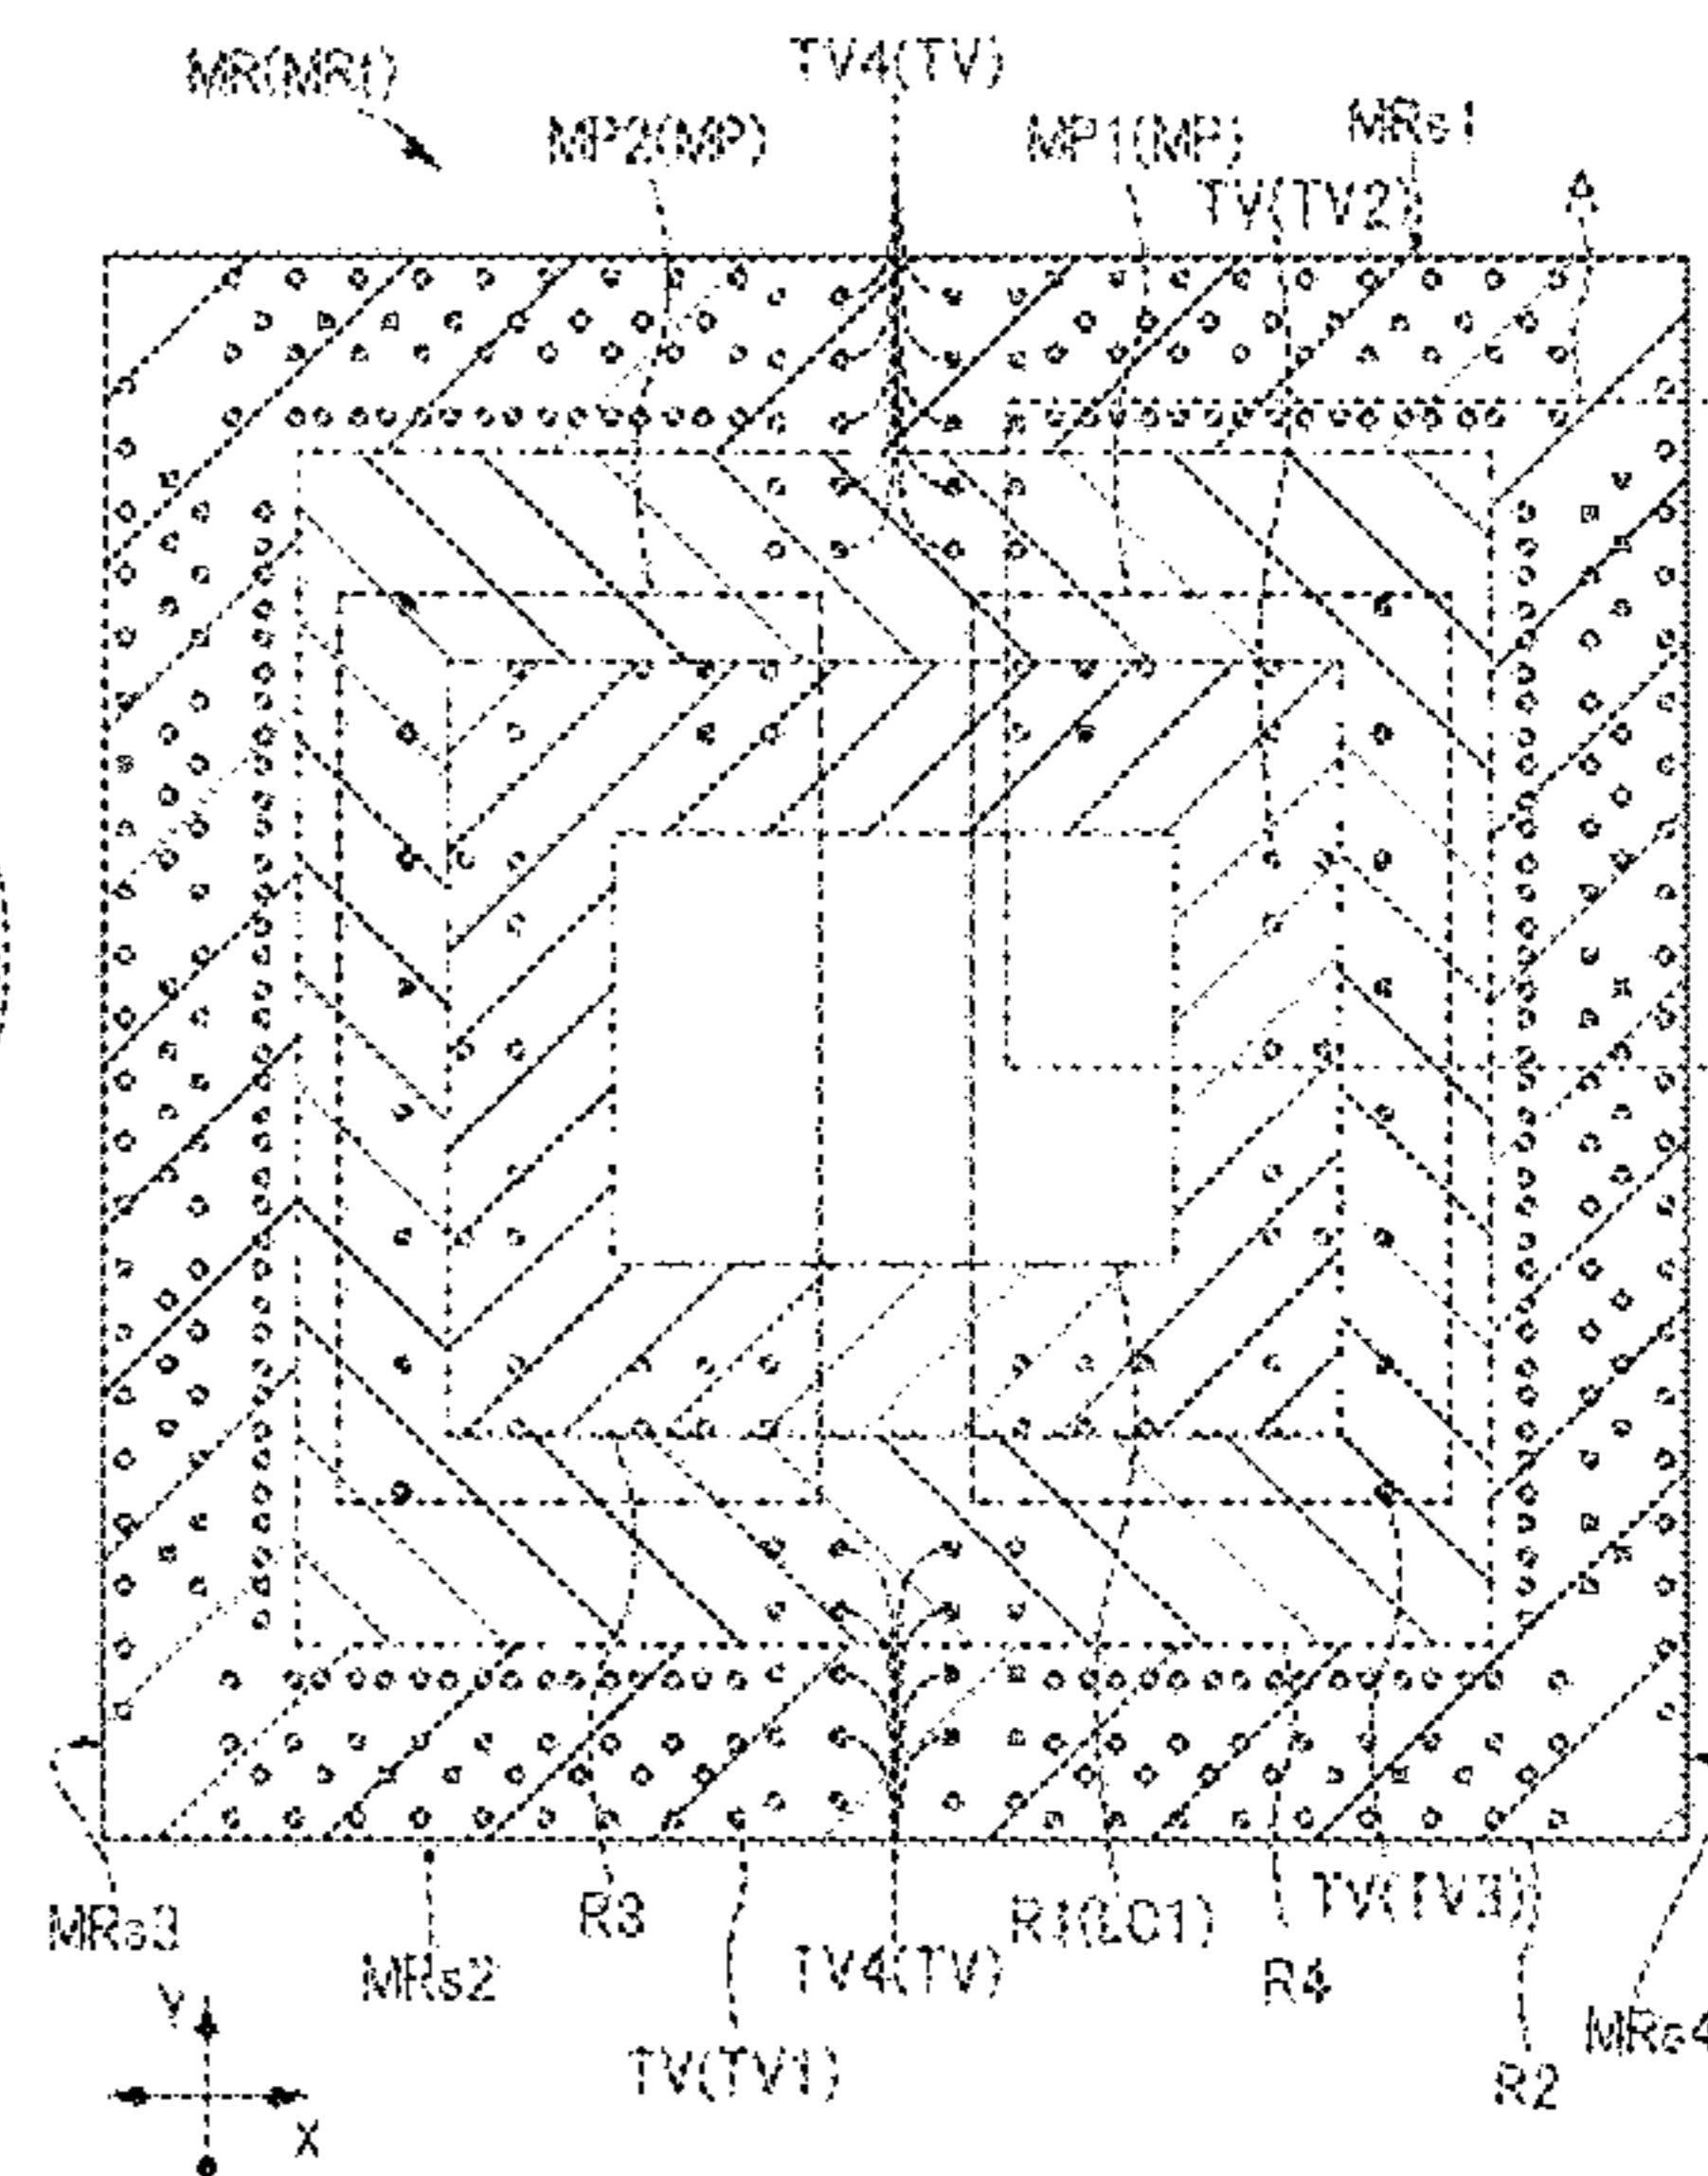 MR(MRt)
TV4(TV)
MP2(MP)
MP1(MP)
MRs1
TV(TV2)
A
MRs3
MRs2
R3
TV(TV1)
TV4(TV)
R1(LC1)
R4
TV(TV3)
R2
MRs4
Y
X